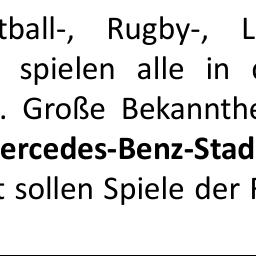 tball-, Rugby-, L
spielen alle in
. Große Bekannthe
ercedes-Benz-Stad
t sollen Spiele der F